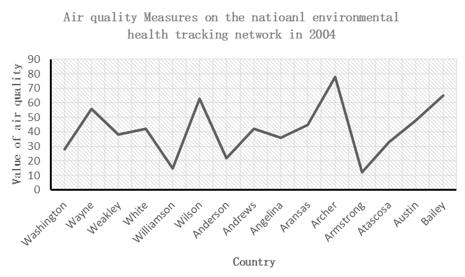 Air quality Measures on the natioanl environmental
health tracking network in 2004
Value of air quality
90
80
70
60
50
40
30
20
10
0
Washington
Wayne
Weakley
White
Williamson
Wilson
Anderson
Andrews
Angelina
Aransas
Archer
Armstrong
Atascosa
Austin
Bailey
Country